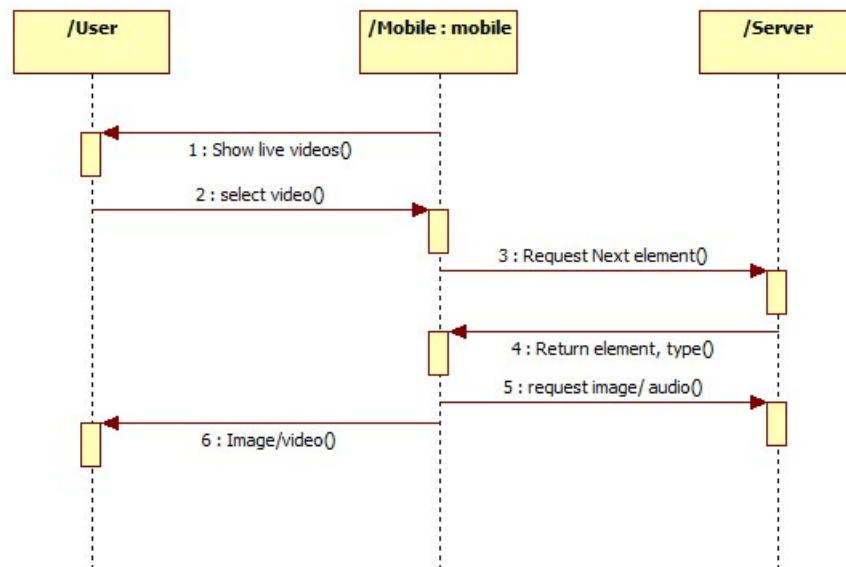 /User
/Mobile : mobile
/Server
1 : Show live videos()
2 : select video()
3 : Request Next element()
4 : Return element, type()
5 : request image/ audio()
6 : Image/video()